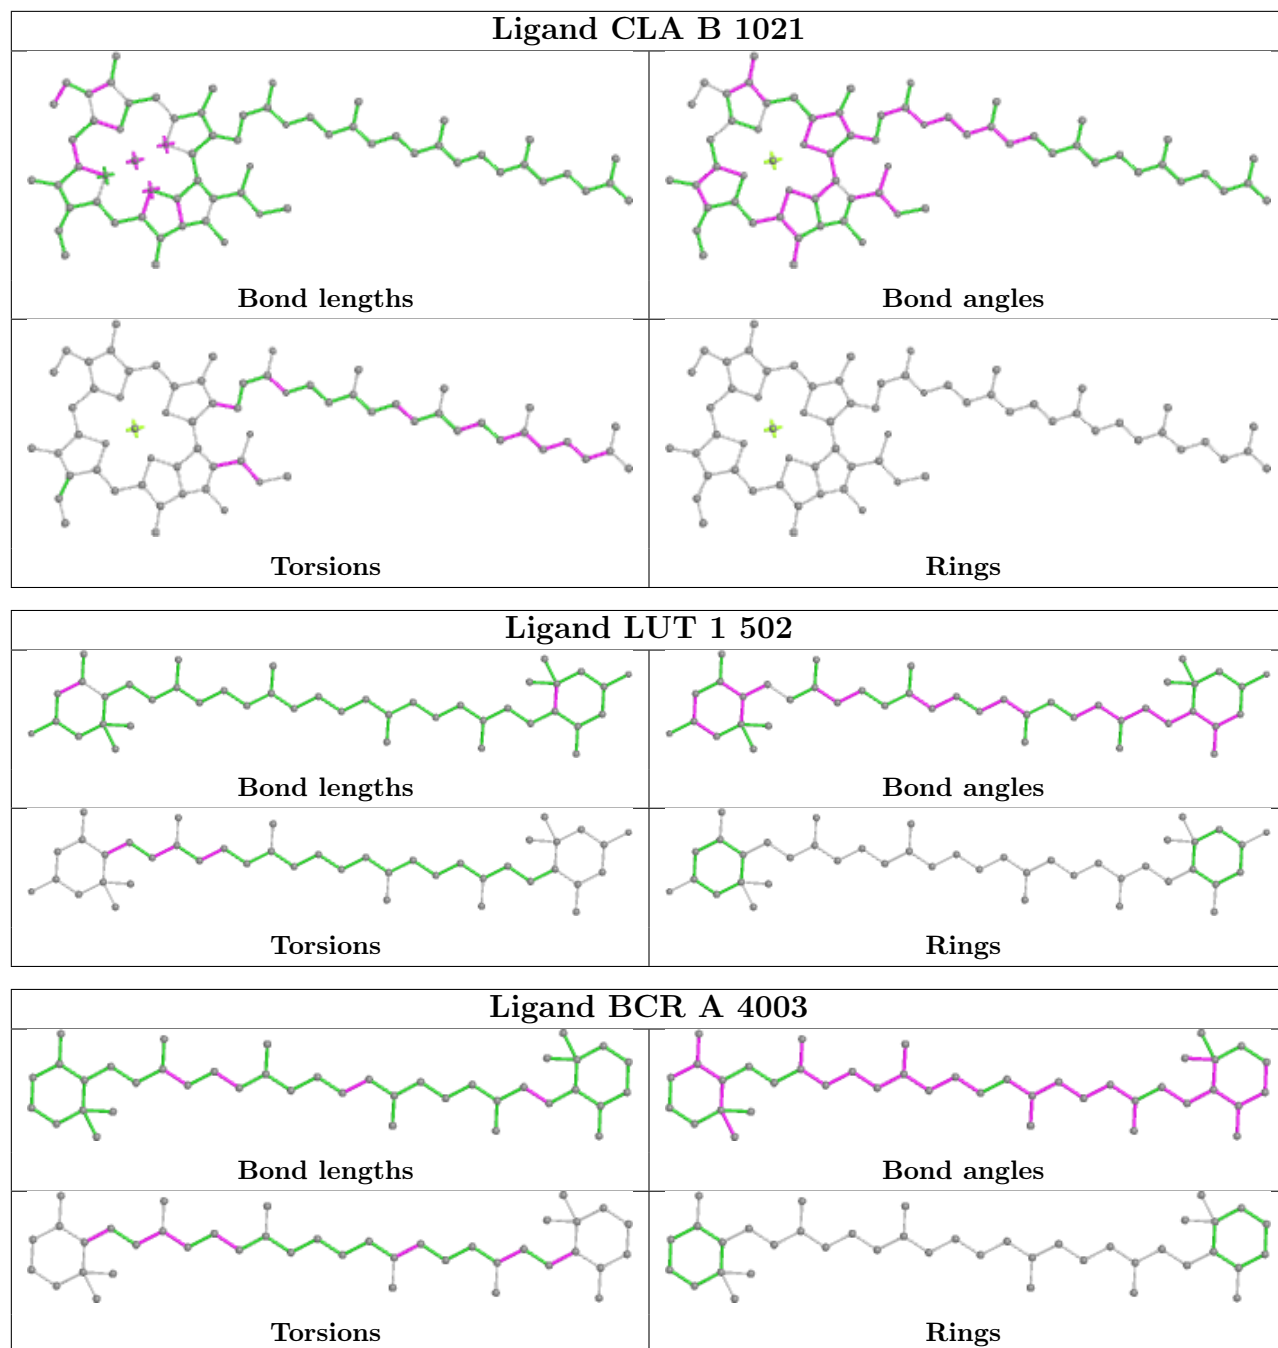 Ligand CLA B 1021
Bond lengths
Bond angles
Torsions
Rings
Ligand LUT 1 502
Bond lengths
Bond angles
Torsions
Rings
Ligand BCR A 4003
Bond lengths
Bond angles
Torsions
Rings